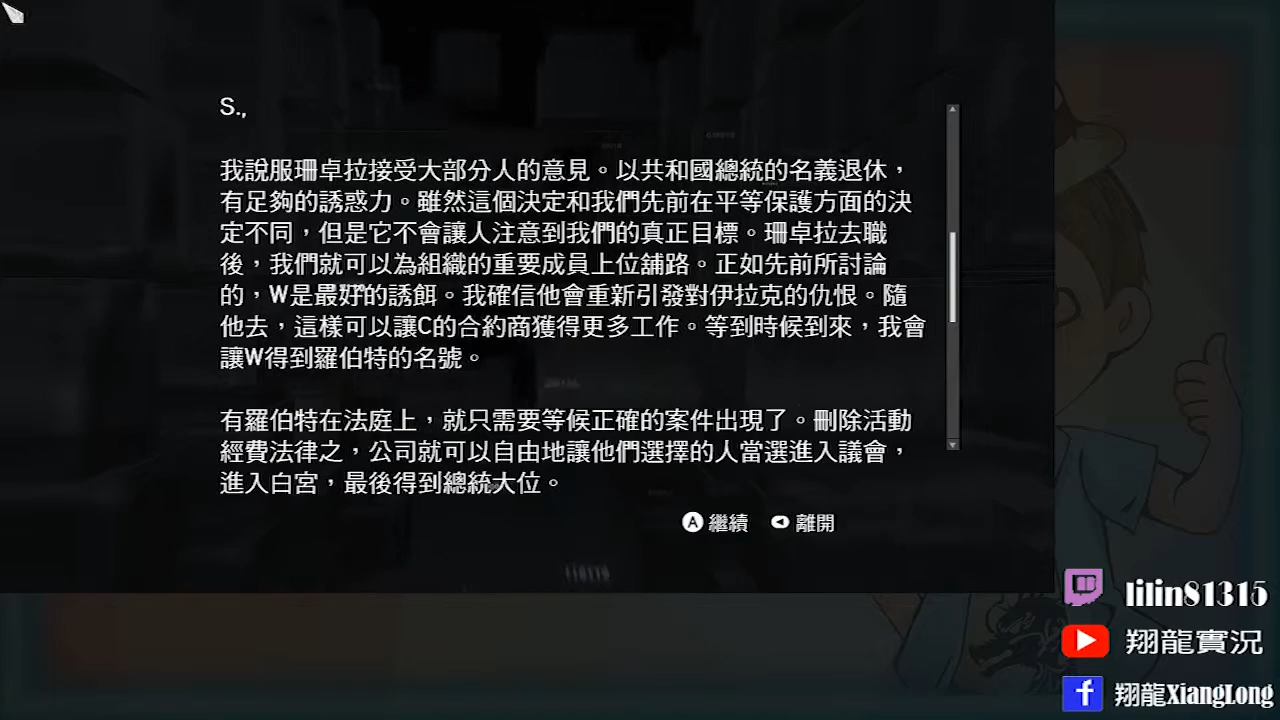 S.,
我說服珊卓拉接受大部分人的意見。以共和國總統的名義退休，
有足夠的誘惑力。雖然這個決定和我們先前在平等保護方面的決
定不同，但是它不會讓人注意到我們的真正目標。珊卓拉去職
後，我們就可以為組織的重要成員上位舖路。正如先前所討論
的，W是最好的誘餌。我確信他會重新引發對伊拉克的仇恨。隨
他去，這樣可以讓C的合約商獲得更多工作。等到時候到來，我會
讓W得到羅伯特的名號。
有羅伯特在法庭上，就只需要等候正確的案件出現了。刪除活動
經費法律之，公司就可以自由地讓他們選擇的人當選進入議會，
進入白宮，最後得到總統大位。
A 繼續 離開
lilin81315
翔龍實況
f 翔龍XiangLong